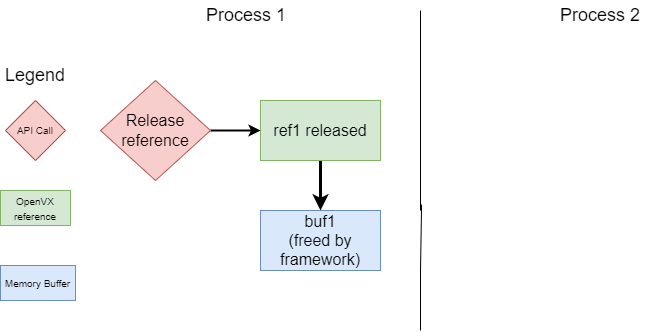 Process 1
Process 2
Legend
API Call
Release
reference
ref1 released
OpenVX
reference
buf1
(freed by
framework)
Memory Buffer